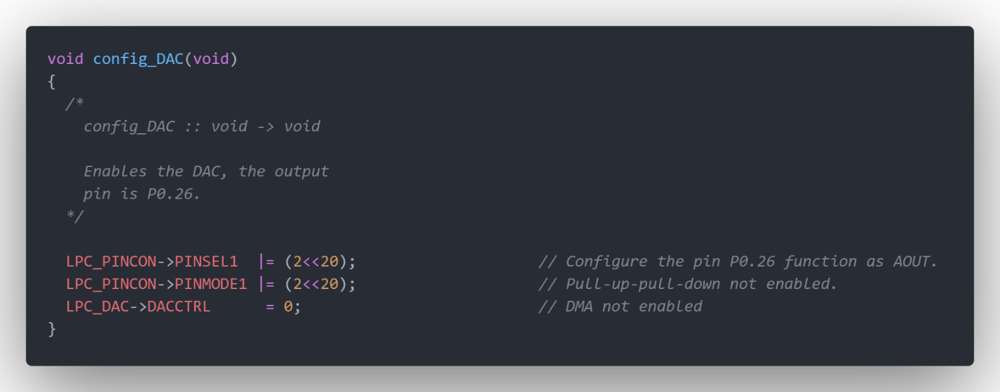 void config_DAC(void)
{
  /*
    config_DAC :: void -> void

    Enables the DAC, the output
    pin is P0.26.
  */

  LPC_PINCON->PINSEL1  |= (2<<20);                    // Configure the pin P0.26 function as AOUT.
  LPC_PINCON->PINMODE1 |= (2<<20);                    // Pull-up-pull-down not enabled.
  LPC_DAC->DACCTRL      = 0;                          // DMA not enabled
}